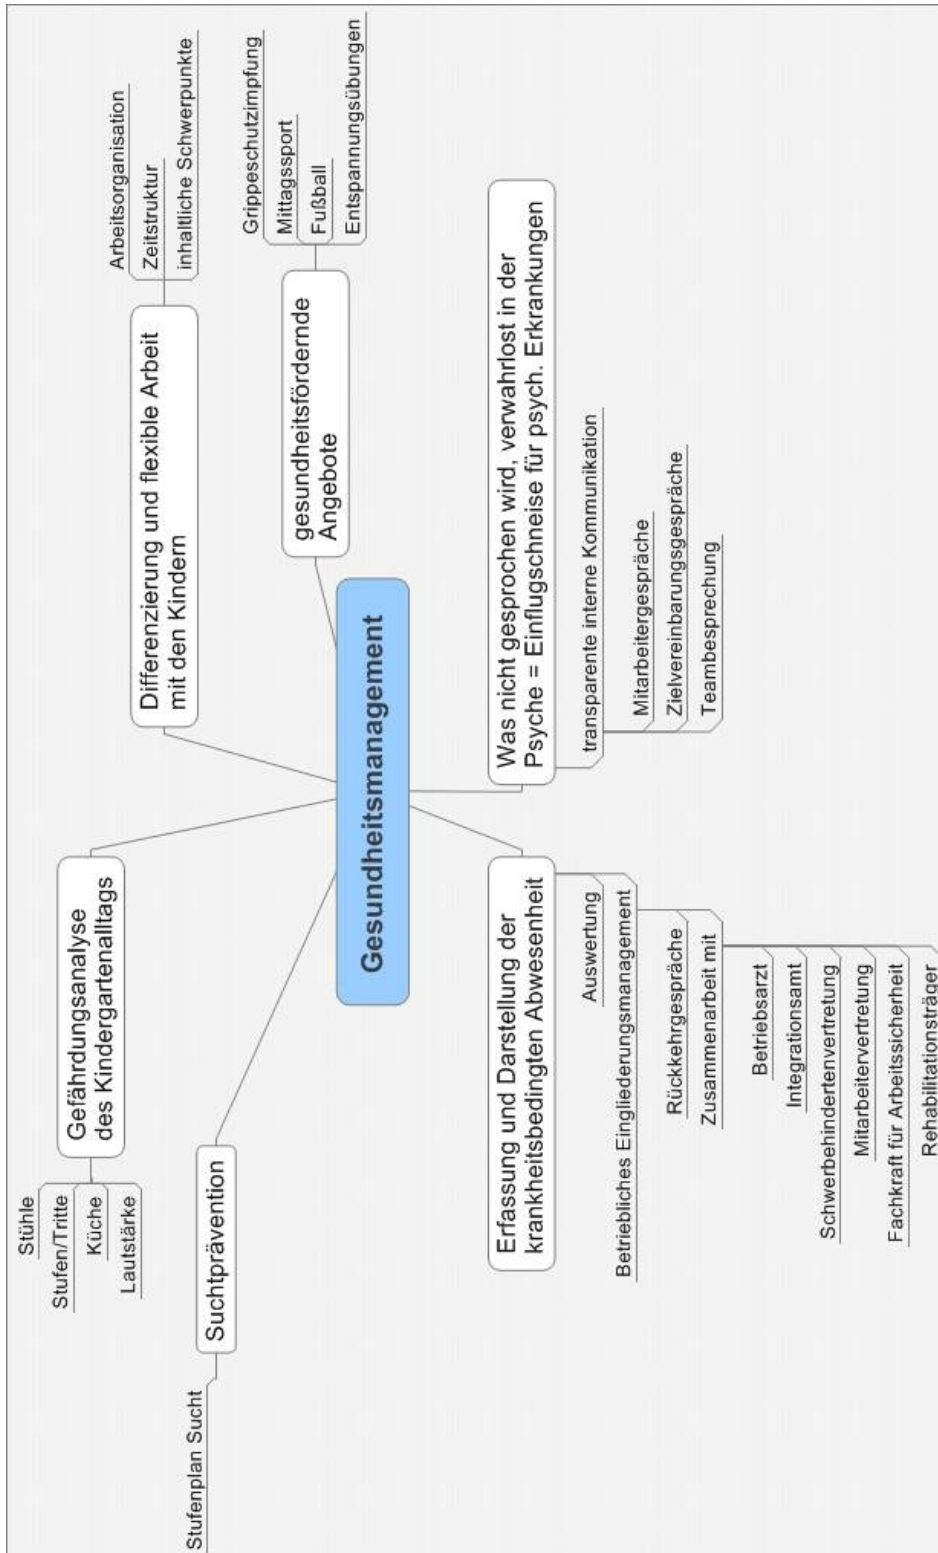 Gesundheitsmanagement
Gefährdungsanalyse
des Kindergartenalltags
Stühle
Stufen/Tritte
Küche
Lautstärke
Suchtprävention
Stufenplan Sucht
Differenzierung und flexible Arbeit
mit den Kindern
Arbeitsorganisation
Zeitstruktur
inhaltliche Schwerpunkte
gesundheitsfördernde
Angebote
Grippeschutzimpfung
Mittagssport
Fußball
Entspannungsübungen
Erfassung und Darstellung der
krankheitsbedingten Abwesenheit
Auswertung
Betriebliches Eingliederungsmanagement
Rückkehrgespräche
Zusammenarbeit mit
Betriebsarzt
Integrationsamt
Schwerbehindertenvertretung
Mitarbeitervertretung
Fachkraft für Arbeitssicherheit
Rehabilitationsträger
Was nicht gesprochen wird, verwahrlost in der
Psyche = Einflugschneise für psych. Erkrankungen
transparente interne Kommunikation
Mitarbeitergespräche
Zielvereinbarungsgespräche
Teambesprechung